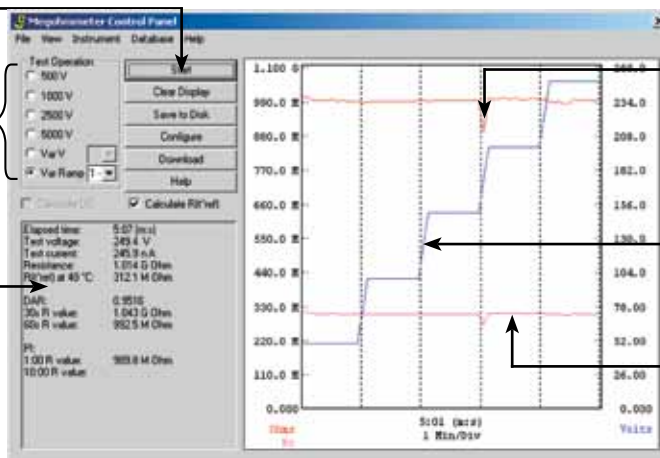 Megohmmeter Control Panel
File View Instrument Database Help
Test Operation
500 V
1000 V
2500 V
5000 V
Var V
Var Ramp 1
Start
Clear Display
Save to Disk
Configure
Download
Help
Calculate R(t°ref)
Elapsed time: 5:07 (m:s)
Test voltage: 249.4 V
Test current: 245.9 nA
Resistance: 1.014 G Ohm
R(t°ref) at 40 °C: 312.1 M Ohm
DAR: 0.9516
30s R value: 1.043 G Ohm
60s R value: 992.5 M Ohm
PI:
1:00 R value: 989.8 M Ohm
10:00 R value:
1.100 G
990.0 M
880.0 M
770.0 M
660.0 M
550.0 M
440.0 M
330.0 M
220.0 M
110.0 M
0.000
234.0
208.0
182.0
156.0
130.0
104.0
78.00
52.00
26.00
0.000
5:01 (m:s)
1 Min/Div
Ohms
Volts